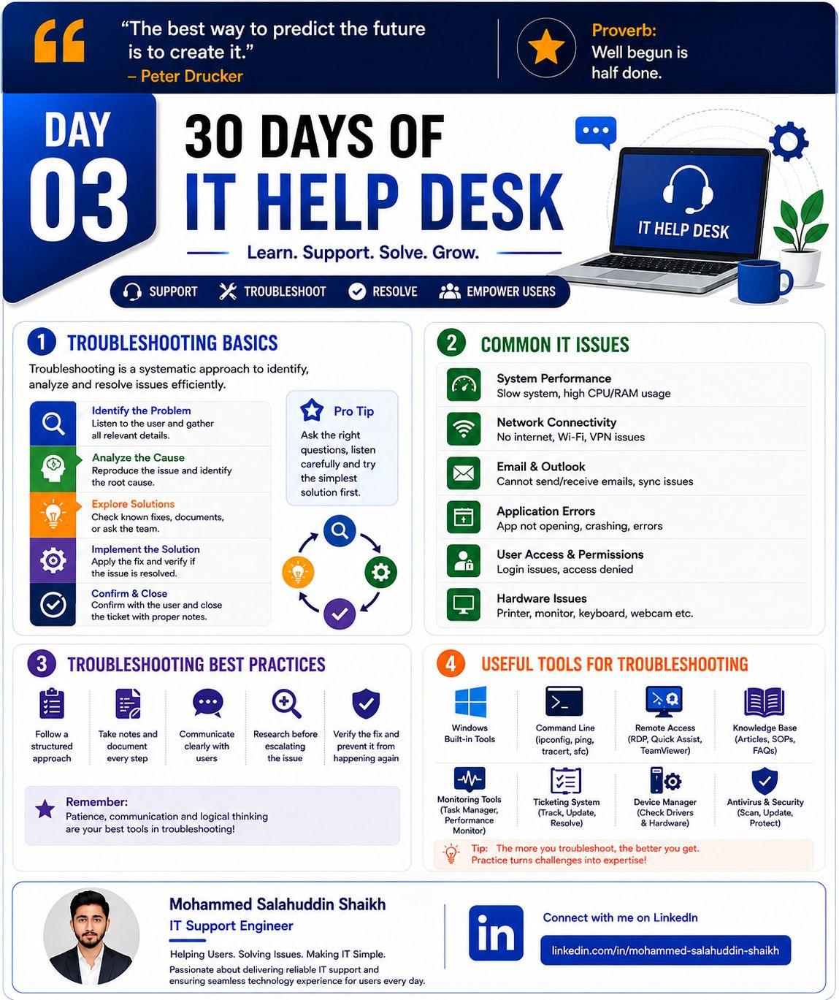 “The best way to predict the future
is to create it.”
– Peter Drucker
Proverb:
Well begun is
half done.
DAY
03
30 DAYS OF
IT HELP DESK
Learn. Support. Solve. Grow.
IT HELP DESK
SUPPORT
TROUBLESHOOT
RESOLVE
EMPOWER USERS
1 TROUBLESHOOTING BASICS
Troubleshooting is a systematic approach to identify,
analyze and resolve issues efficiently.
Identify the Problem
Listen to the user and gather
all relevant details.
Analyze the Cause
Reproduce the issue and identify
the root cause.
Explore Solutions
Check known fixes, documents,
or ask the team.
Implement the Solution
Apply the fix and verify if
the issue is resolved.
Confirm & Close
Confirm with the user and close
the ticket with proper notes.
Pro Tip
Ask the right
questions, listen
carefully and try
the simplest
solution first.
2 COMMON IT ISSUES
System Performance
Slow system, high CPU/RAM usage
Network Connectivity
No internet, Wi-Fi, VPN issues
Email & Outlook
Cannot send/receive emails, sync issues
Application Errors
App not opening, crashing, errors
User Access & Permissions
Login issues, access denied
Hardware Issues
Printer, monitor, keyboard, webcam etc.
3 TROUBLESHOOTING BEST PRACTICES
Follow a
structured
approach
Take notes and
document
every step
Communicate
clearly with
users
Research before
escalating
the issue
Verify the fix and
prevent it from
happening again
Remember:
Patience, communication and logical thinking
are your best tools in troubleshooting!
4 USEFUL TOOLS FOR TROUBLESHOOTING
Windows
Built-in Tools
Command Line
(ipconfig, ping,
tracert, sfc)
Remote Access
(RDP, Quick Assist,
TeamViewer)
Knowledge Base
(Articles, SOPs,
FAQs)
Monitoring Tools
(Task Manager,
Performance
Monitor)
Ticketing System
(Track, Update,
Resolve)
Device Manager
(Check Drivers
& Hardware)
Antivirus & Security
(Scan, Update,
Protect)
Tip: The more you troubleshoot, the better you get.
Practice turns challenges into expertise!
Mohammed Salahuddin Shaikh
IT Support Engineer
Helping Users. Solving Issues. Making IT Simple.
Passionate about delivering reliable IT support and
ensuring seamless technology experience for users every day.
in
Connect with me on LinkedIn
linkedin.com/in/mohammed-salahuddin-shaikh